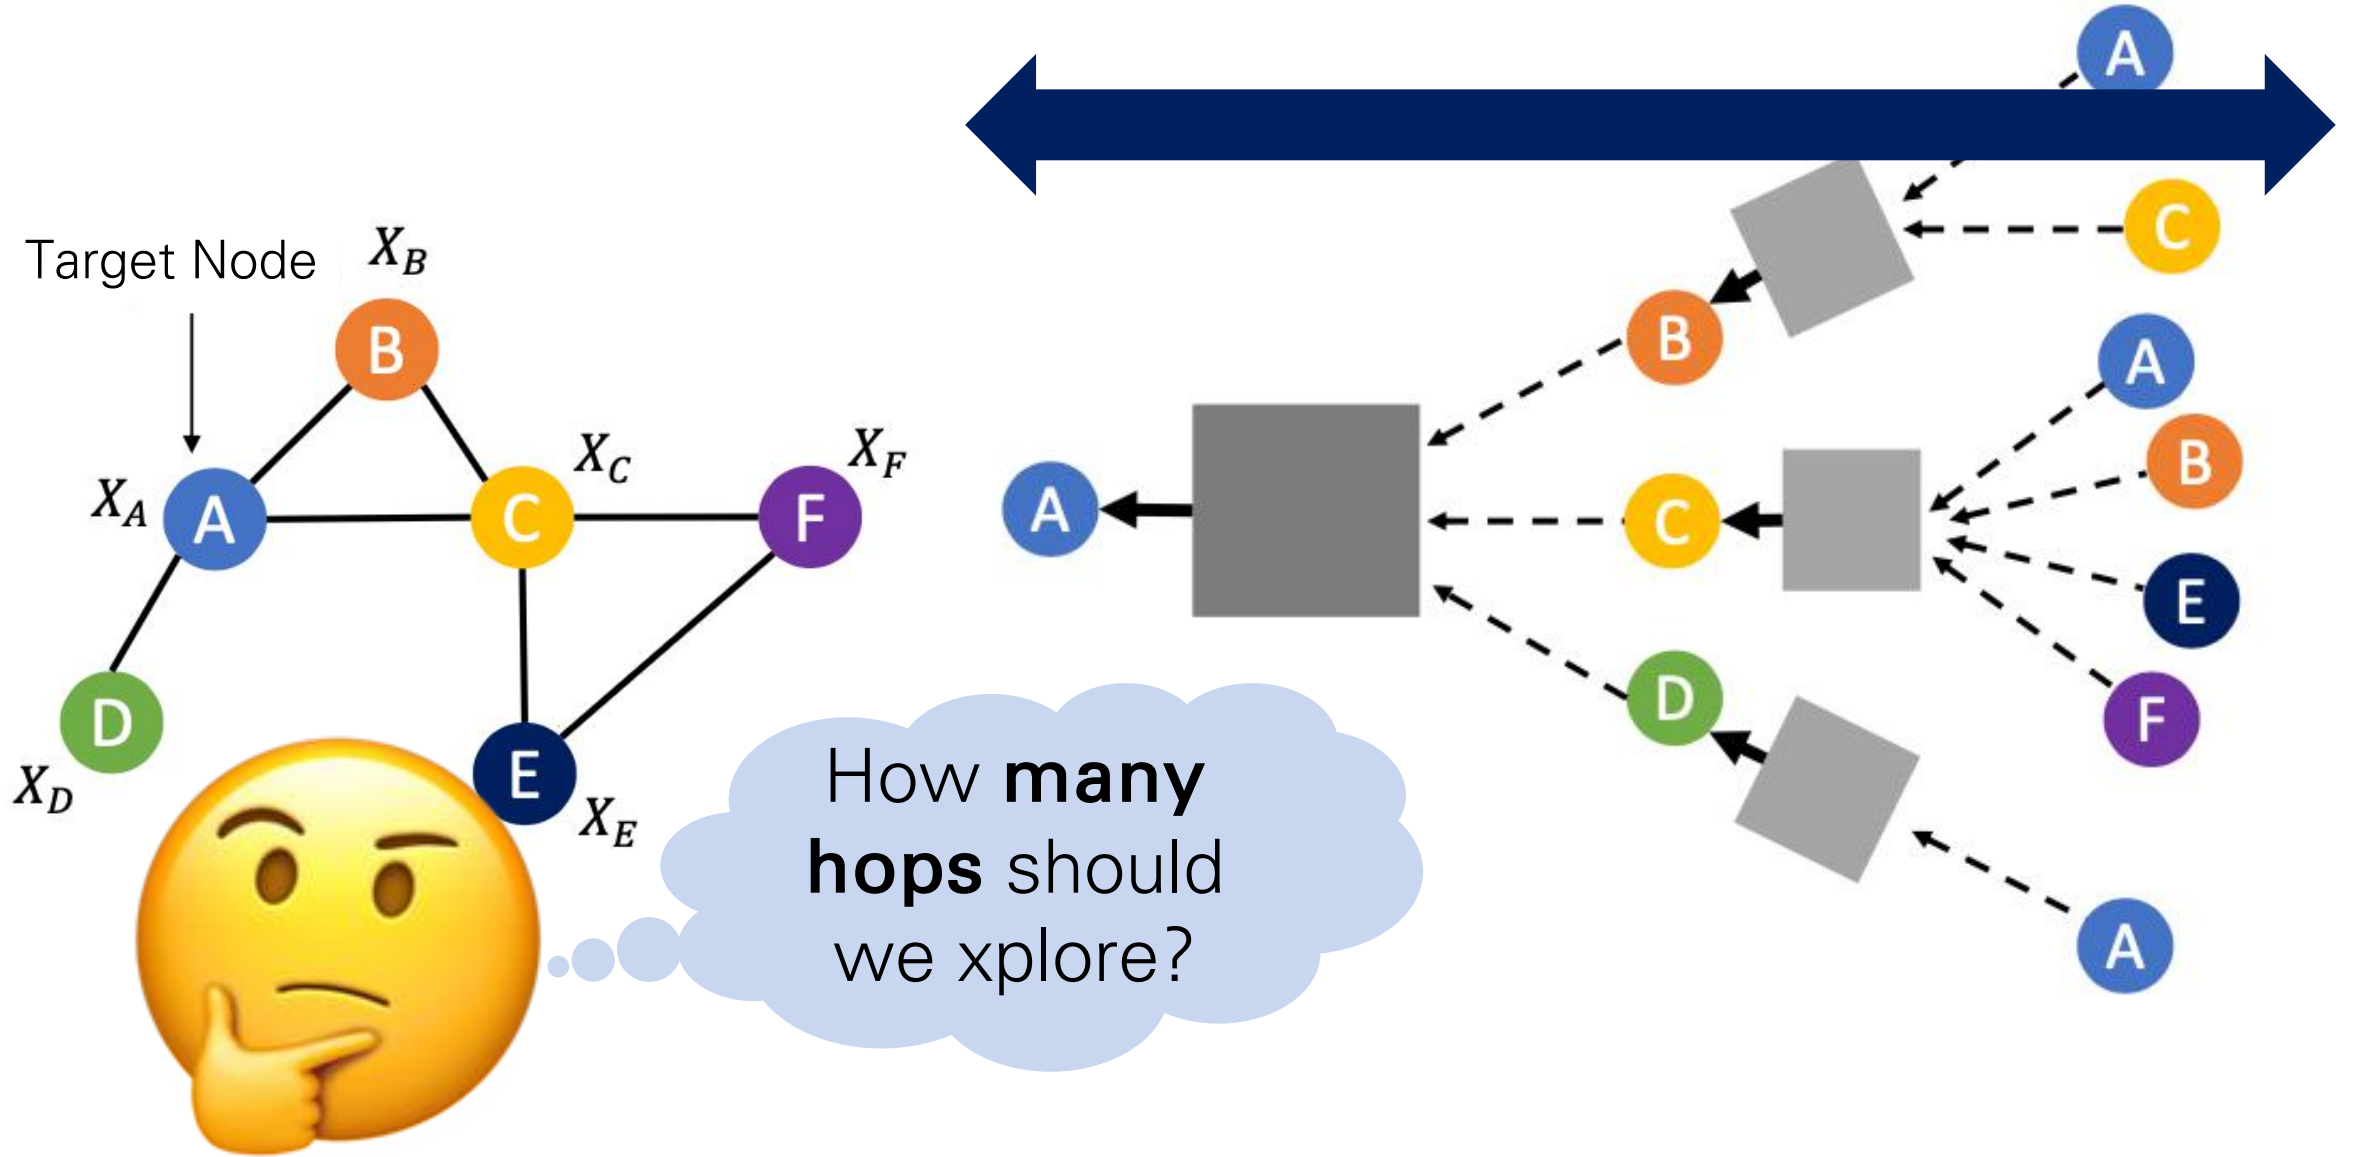 Target Node
X_B
B
X_A
A
C
X_C
F
X_F
D
X_D
E
X_E
How many
hops should
we xplore?
A
B
C
D
A
C
A
B
E
F
A